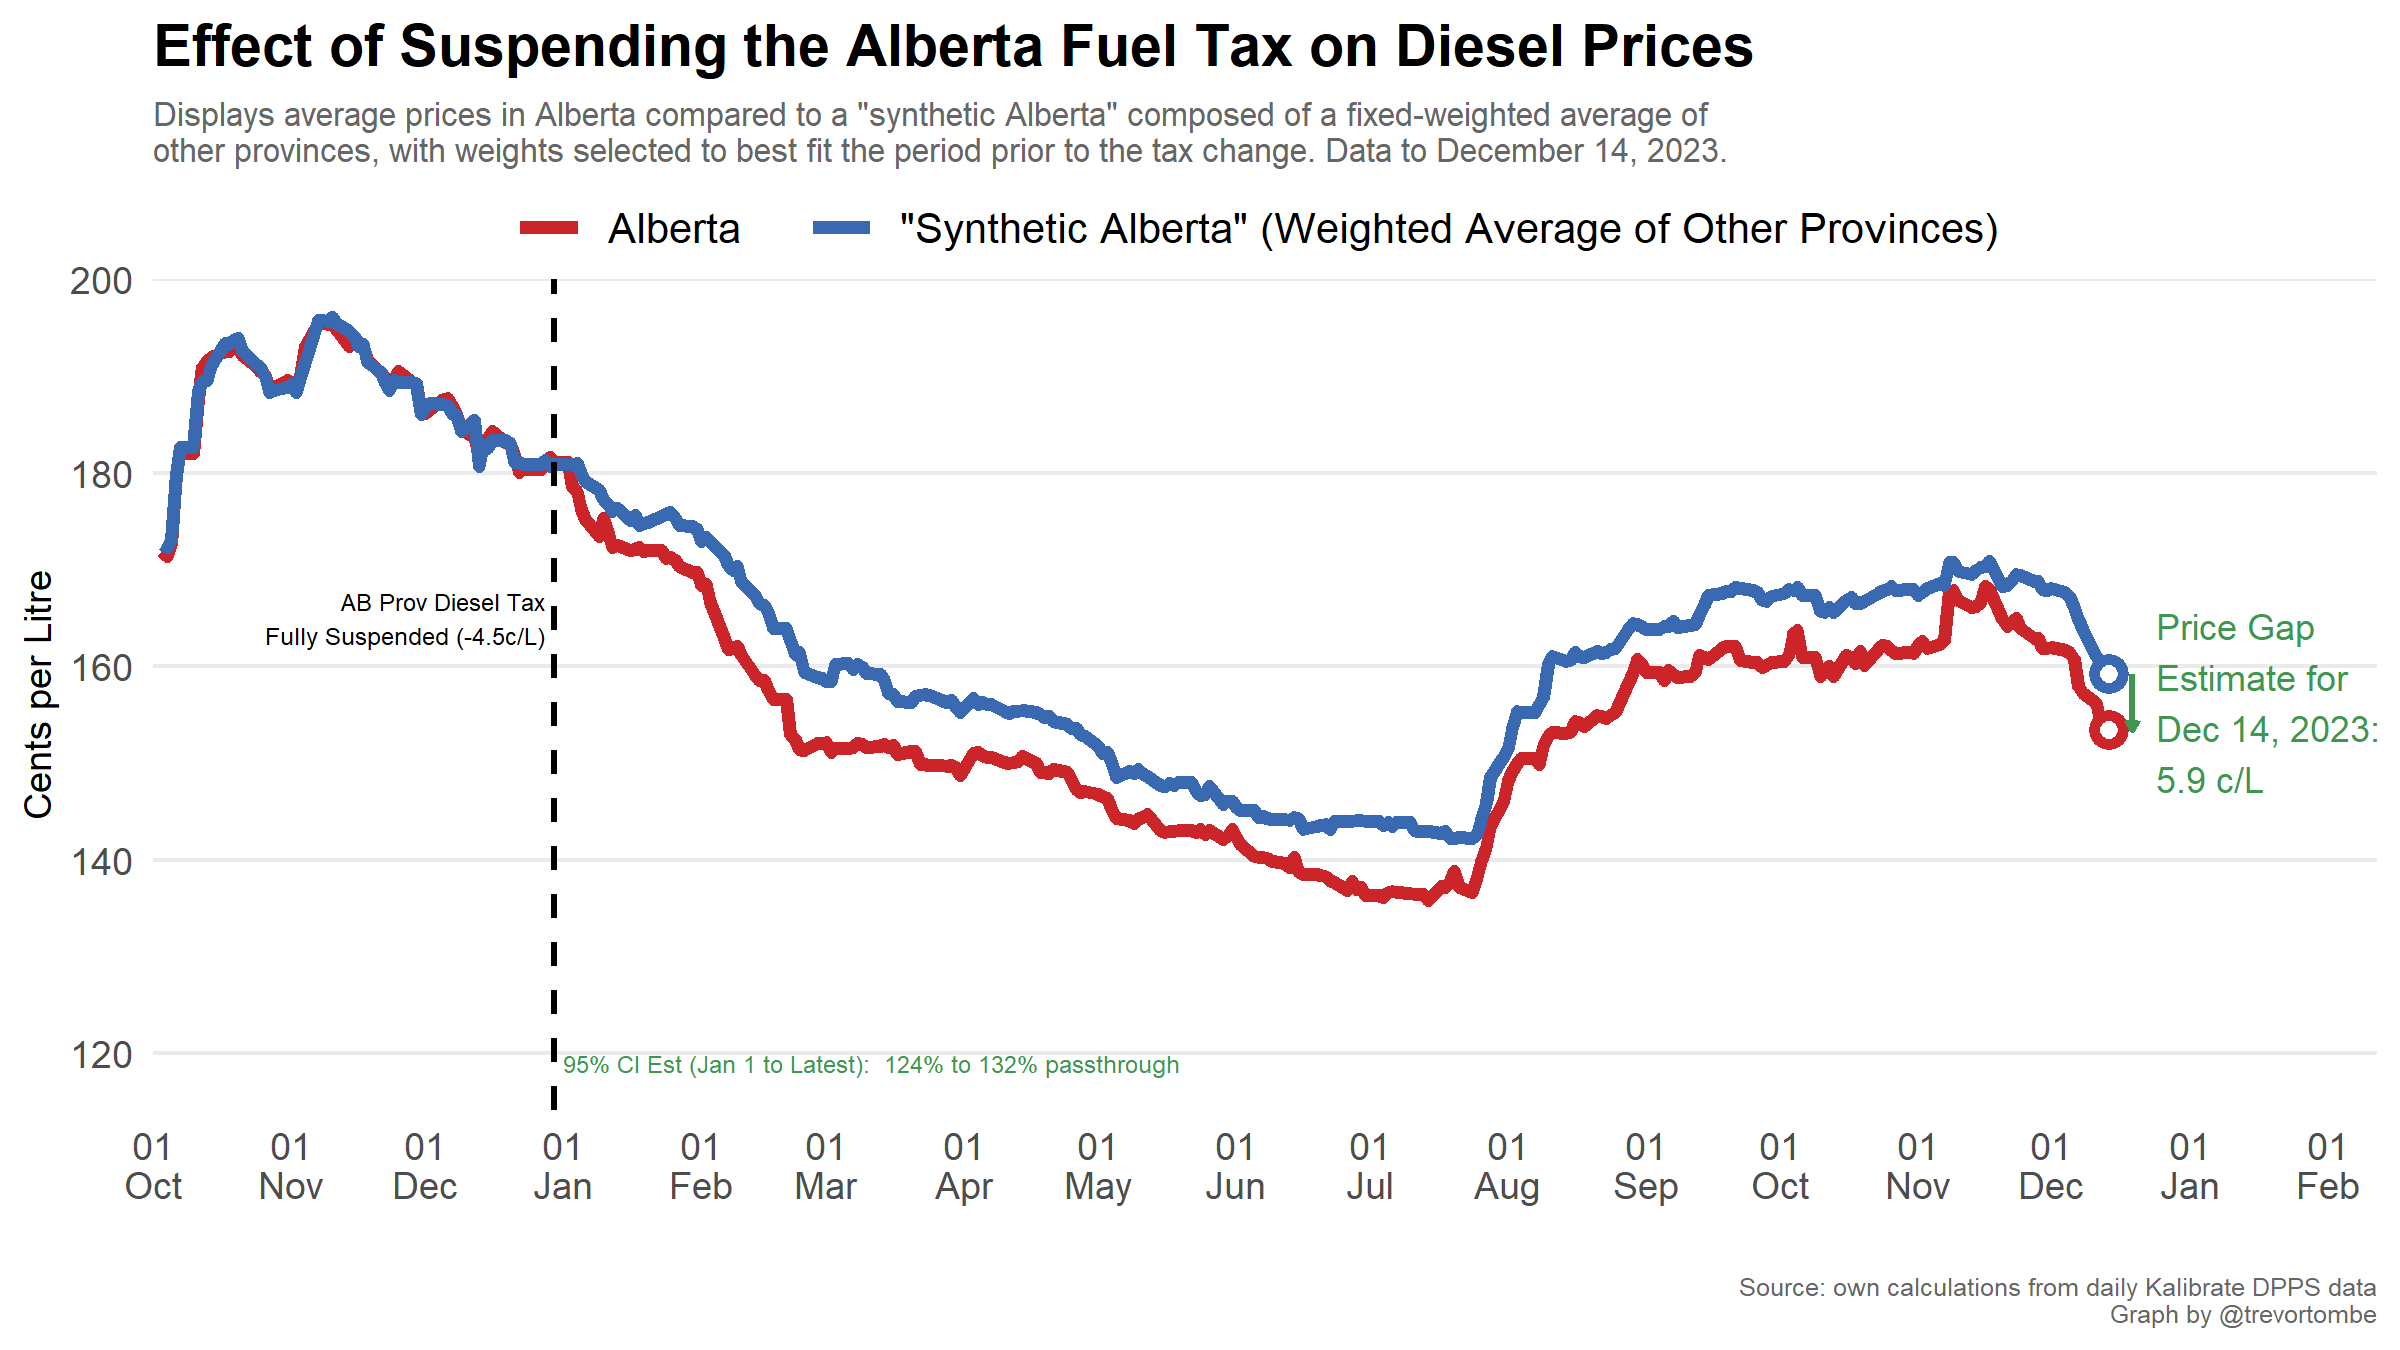 Effect of Suspending the Alberta Fuel Tax on Diesel Prices
Displays average prices in Alberta compared to a "synthetic Alberta" composed of a fixed-weighted average of
other provinces, with weights selected to best fit the period prior to the tax change. Data to December 14, 2023.
Alberta
"Synthetic Alberta" (Weighted Average of Other Provinces)
Cents per Litre
200
180
160
140
120
AB Prov Diesel Tax
Fully Suspended (-4.5c/L)
Price Gap
Estimate for
Dec 14, 2023:
5.9 c/L
95% CI Est (Jan 1 to Latest):  124% to 132% passthrough
01 01 01 01 01 01 01 01 01 01 01 01 01 01 01 01 01
Oct Nov Dec Jan Feb Mar Apr May Jun Jul Aug Sep Oct Nov Dec Jan Feb
Source: own calculations from daily Kalibrate DPPS data
Graph by @trevortombe